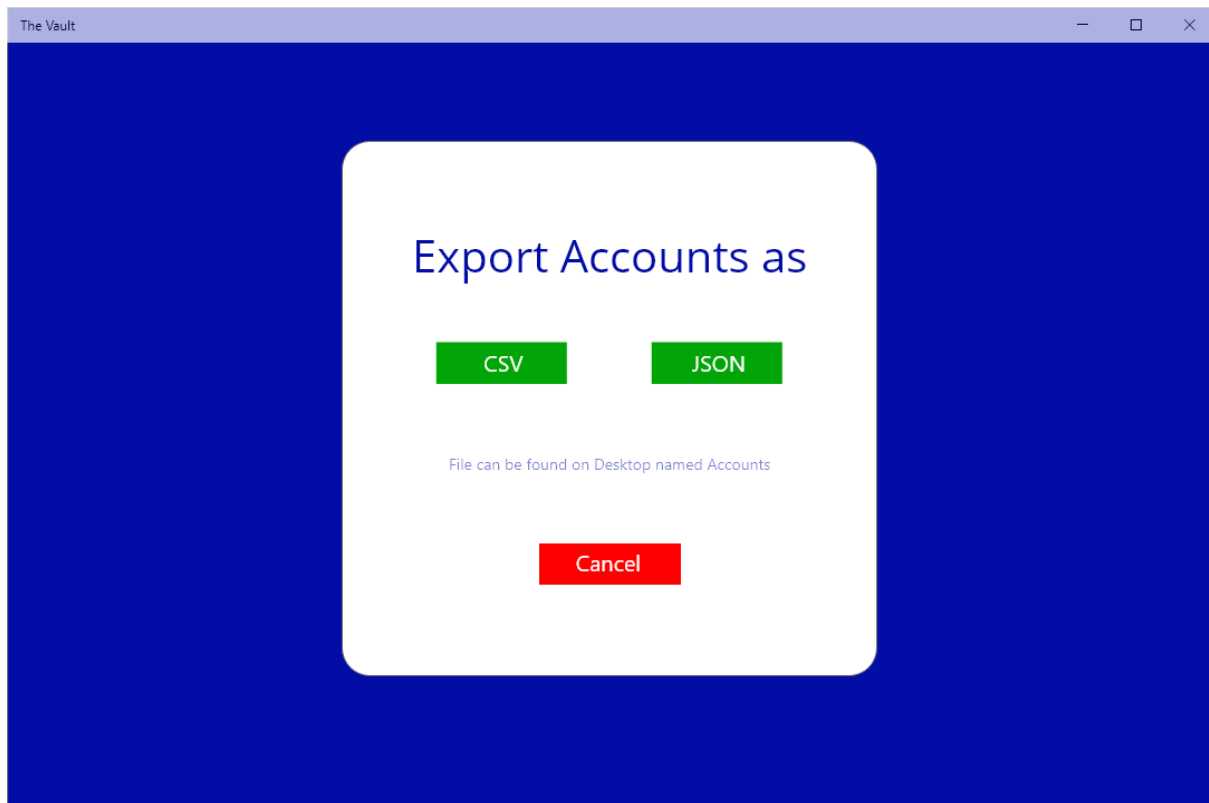 The Vault
Export Accounts as
CSV JSON
File can be found on Desktop named Accounts
Cancel